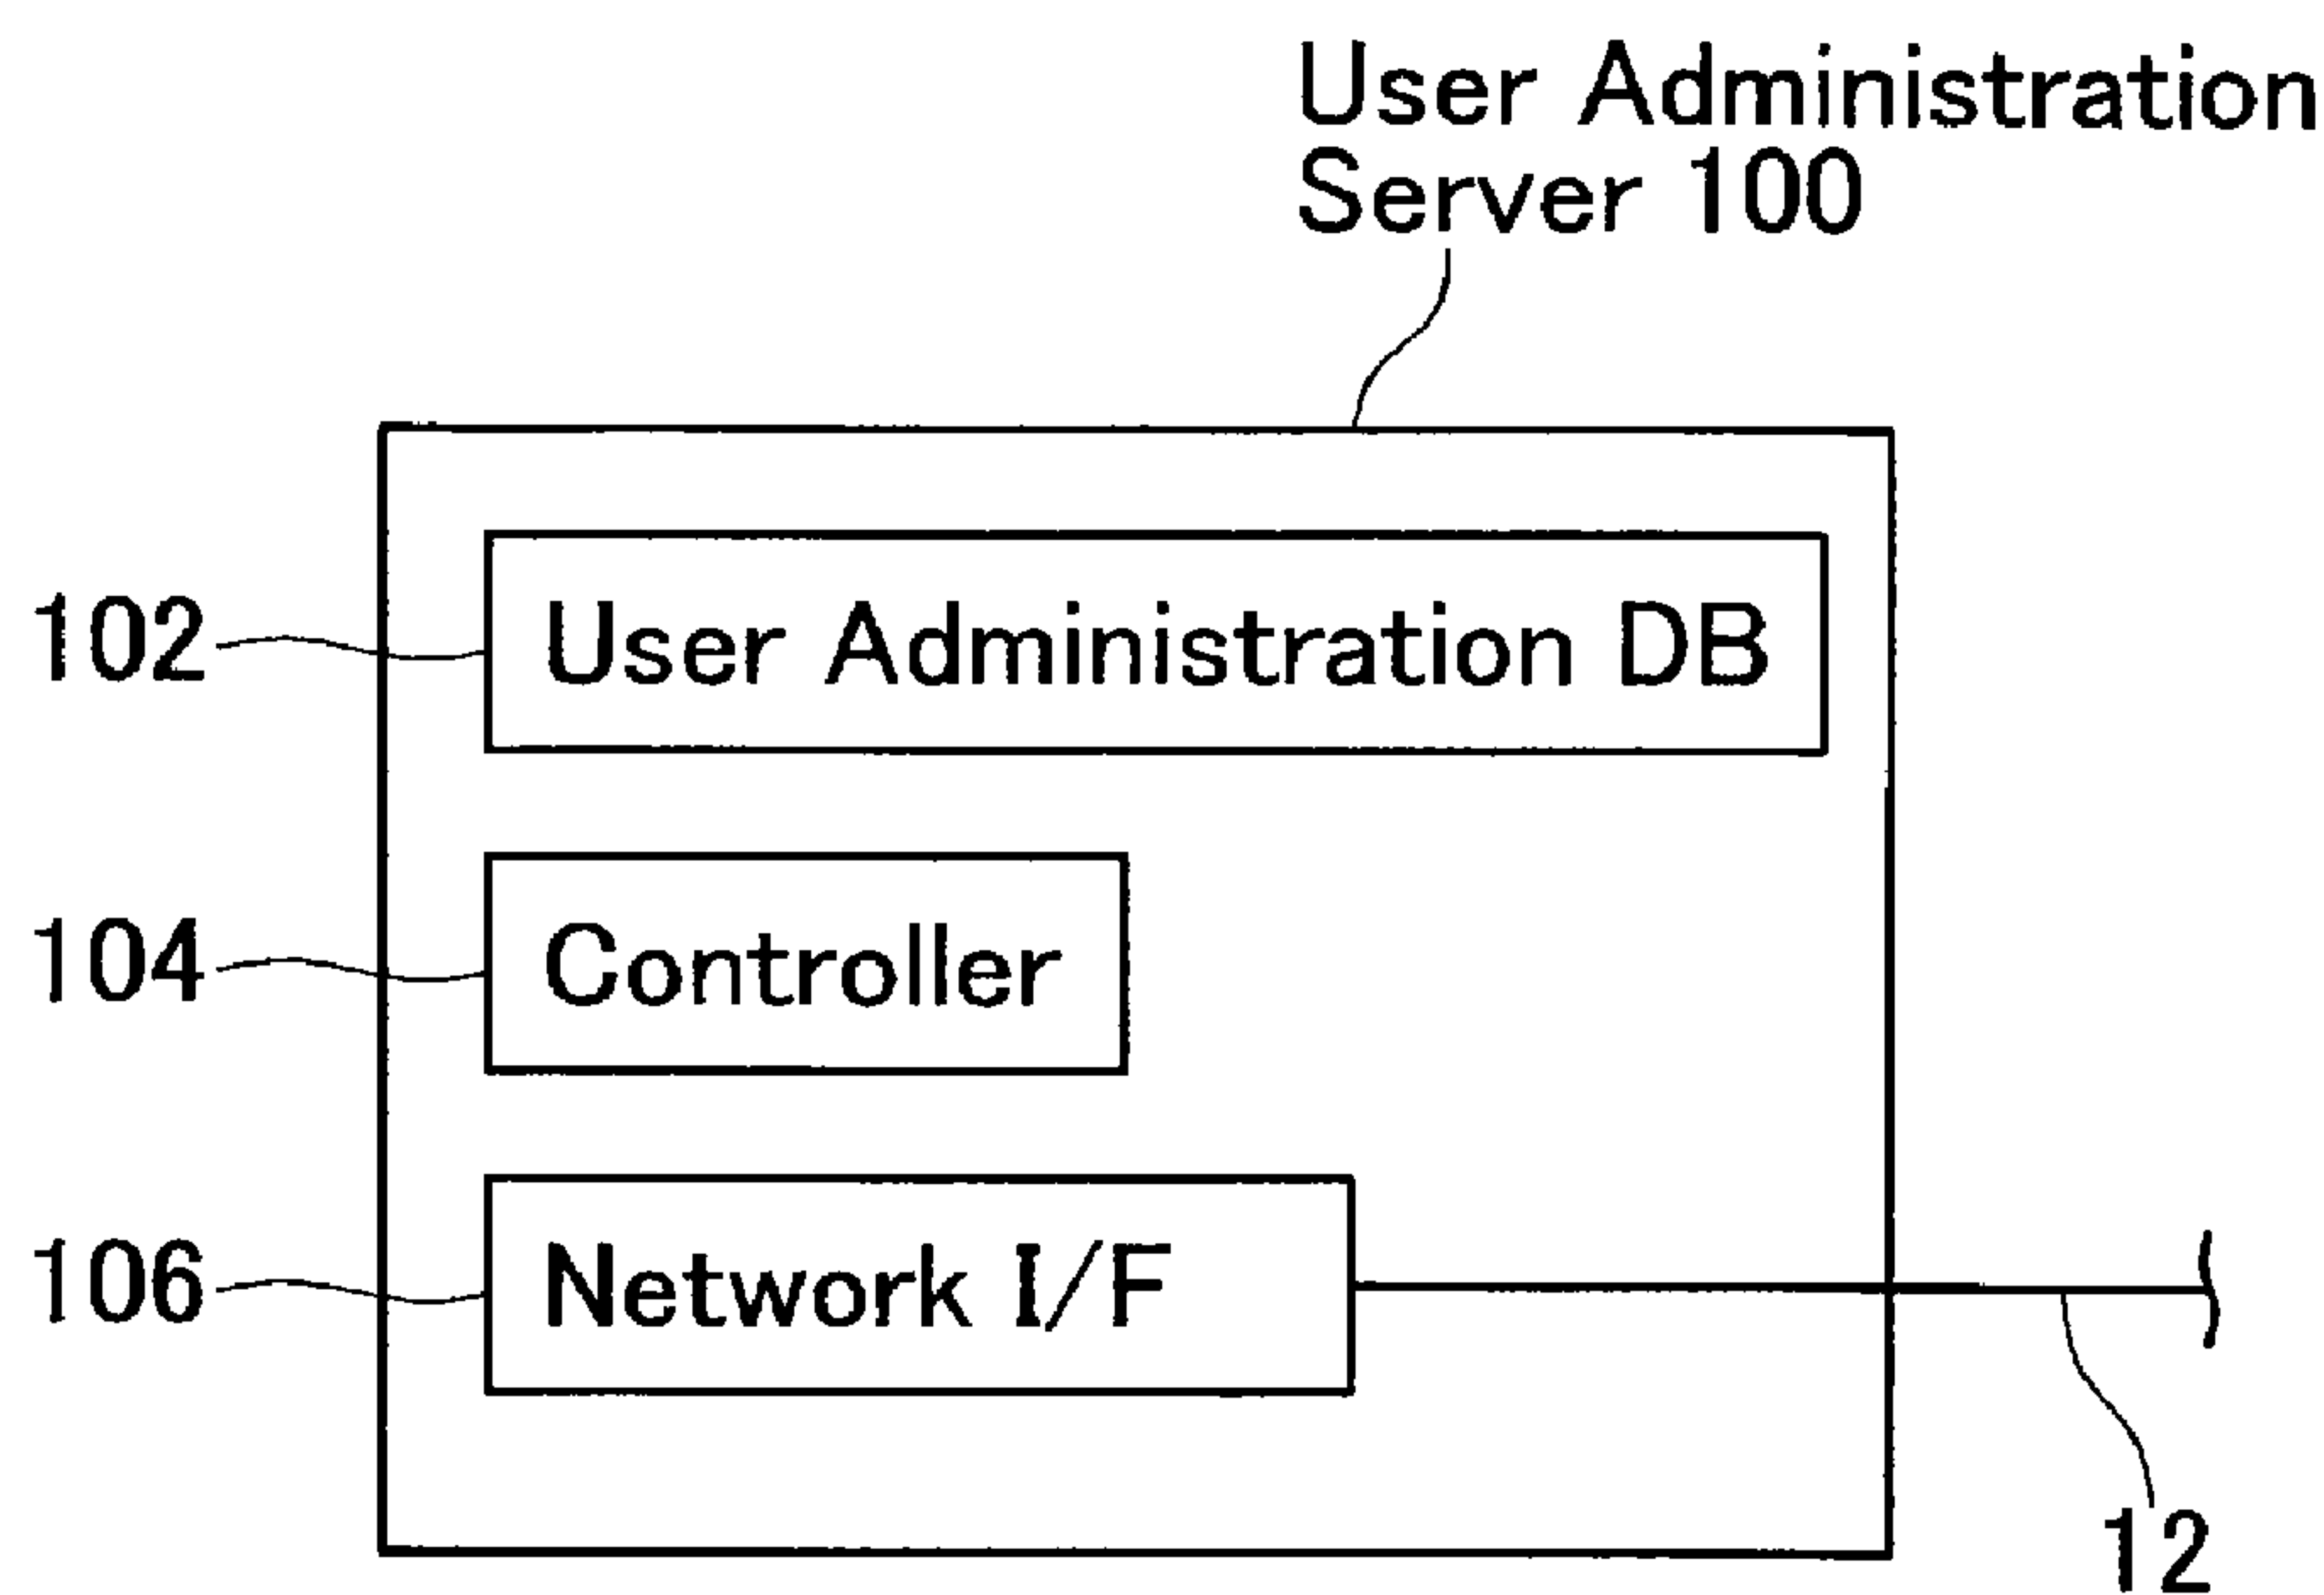 User Administration
Server 100
102
User Administration DB
104
Controller
106
Network I/F
12